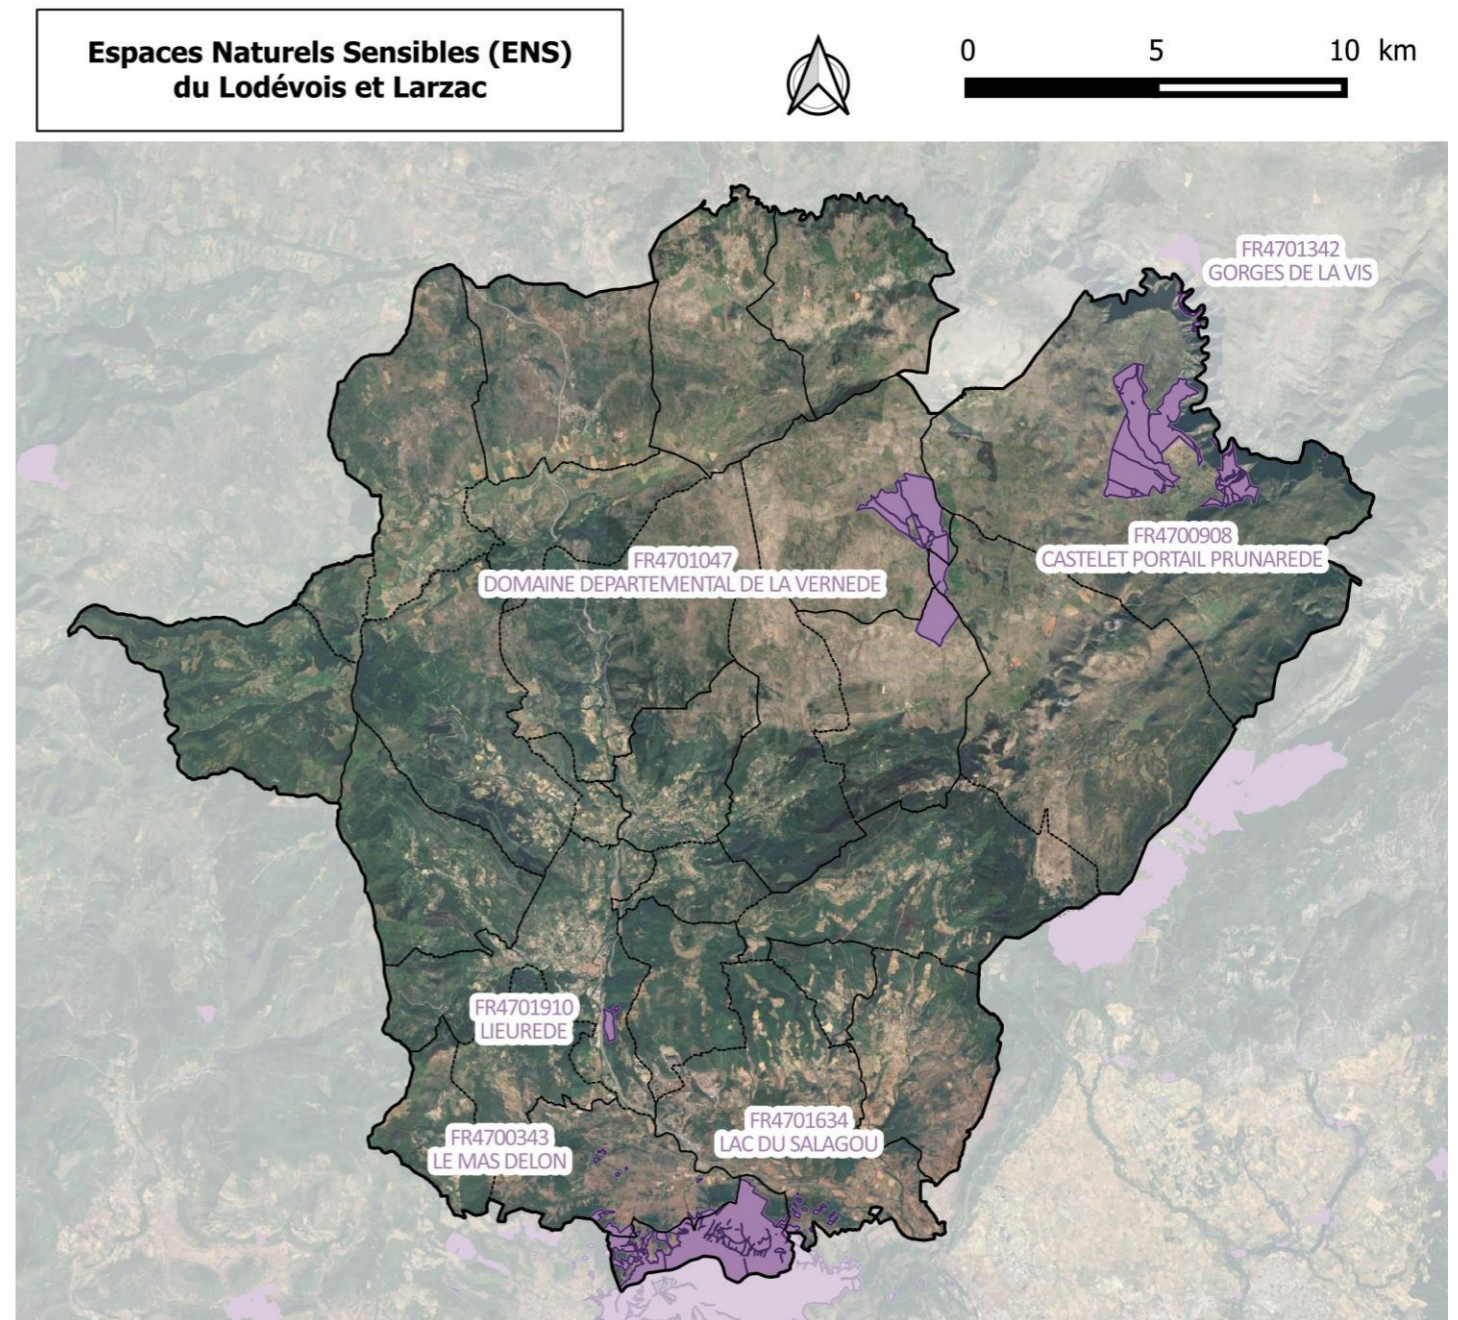 Espaces Naturels Sensibles (ENS)
du Lodévois et Larzac
0 5 10 km
FR4701342
GORGES DE LA VIS
FR4700908
CASTELET PORTAIL PRUNAREDE
FR4701047
DOMAINE DEPARTEMENTAL DE LA VERNEDE
FR4701910
LIEUREDE
FR4701634
LAC DU SALAGOU
FR4700343
LE MAS DELON